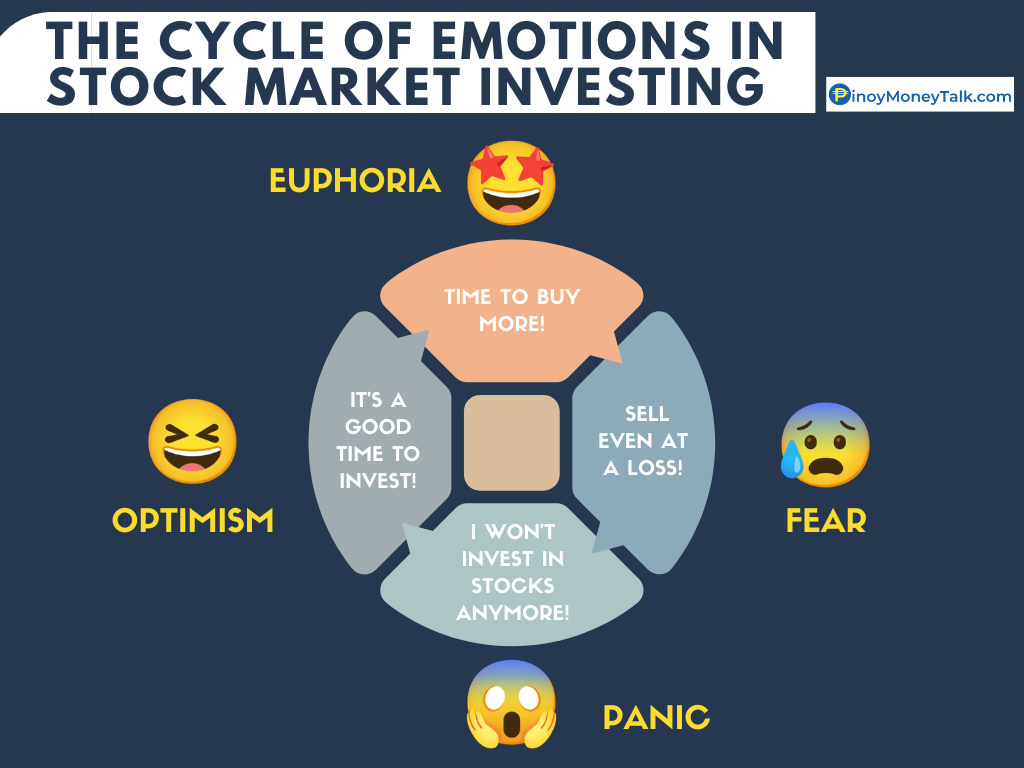 THE CYCLE OF EMOTIONS IN
STOCK MARKET INVESTING
₱inoyMoneyTalk.com
EUPHORIA
TIME TO BUY
MORE!
IT'S A
GOOD
TIME TO
INVEST!
OPTIMISM
SELL
EVEN AT
A LOSS!
FEAR
I WON'T
INVEST IN
STOCKS
ANYMORE!
PANIC